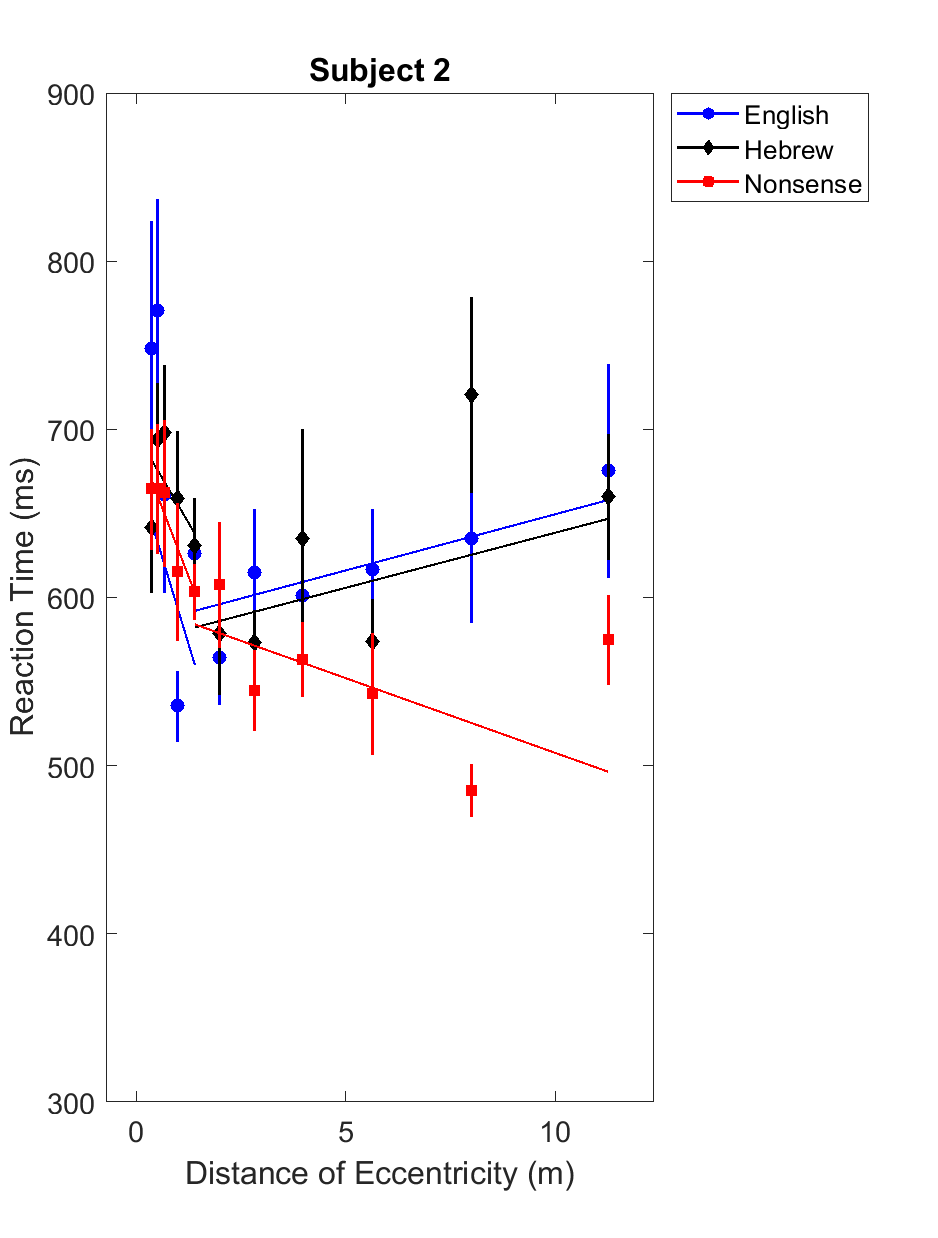 Subject 2
English
Hebrew
Nonsense
900
800
700
600
500
400
300
Reaction Time (ms)
0 5 10
Distance of Eccentricity (m)